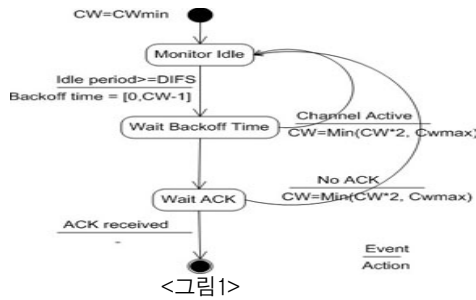 CW=CWmin
Monitor Idle
Idle period>=DIFS
Backoff time = [0,CW-1]
Wait Backoff Time
Channel Active
CW=Min(CW*2, Cwmax)
No ACK
CW=Min(CW*2, Cwmax)
Wait ACK
ACK received
-
Event
Action
<그림1>